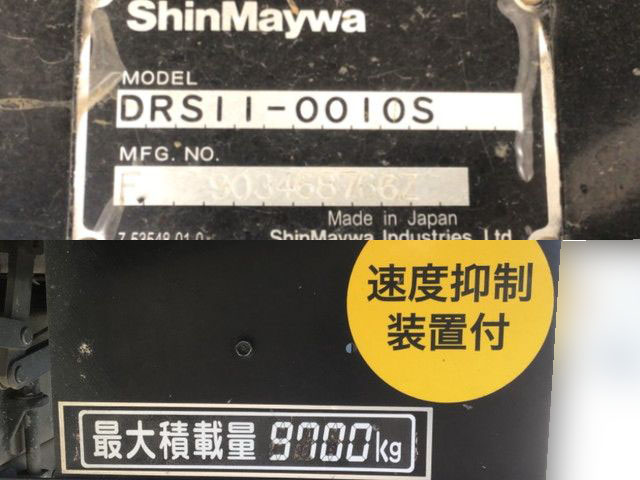 ShinMaywa
MODEL
DRS11-0010S
MFG. NO.
Made in Japan
ShinMaywa Industries, Ltd.
速度抑制
装置付
最大積載量 9700kg